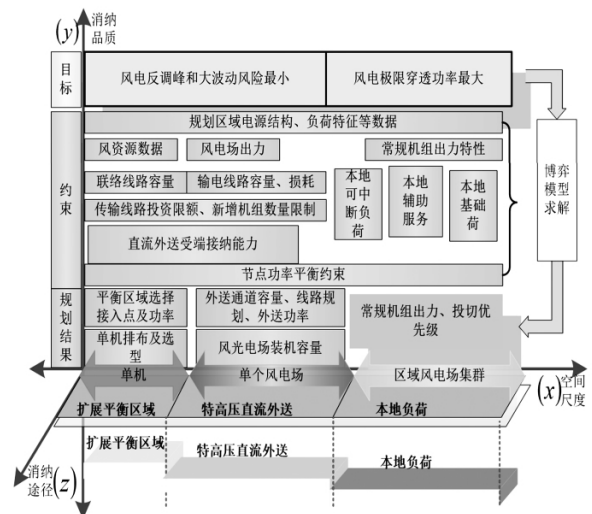 (y)
消纳
品质
目
标
风电反调峰和大波动风险最小
风电极限穿透功率最大
规划区域电源结构、负荷特征等数据
风资源数据
风电场出力
常规机组出力特性
约
束
联络线路容量
输电线路容量、损耗
本地
可中
断负
荷
本地
辅助
服务
本地
基础
荷
博弈
模型
求解
传输线路投资限额、新增机组数量限制
直流外送受端接纳能力
节点功率平衡约束
规
划
结
果
平衡区域选择
接入点及功率
外送通道容量、线路规
划、外送功率
常规机组出力、投切优
先级
单机排布及选
型
风光电场装机容量
单机
单个风电场
区域风电场集群
(x)
空间
尺度
扩展平衡区域
特高压直流外送
本地负荷
扩展平衡区域
特高压直流外送
本地负荷
消纳
途径
(z)